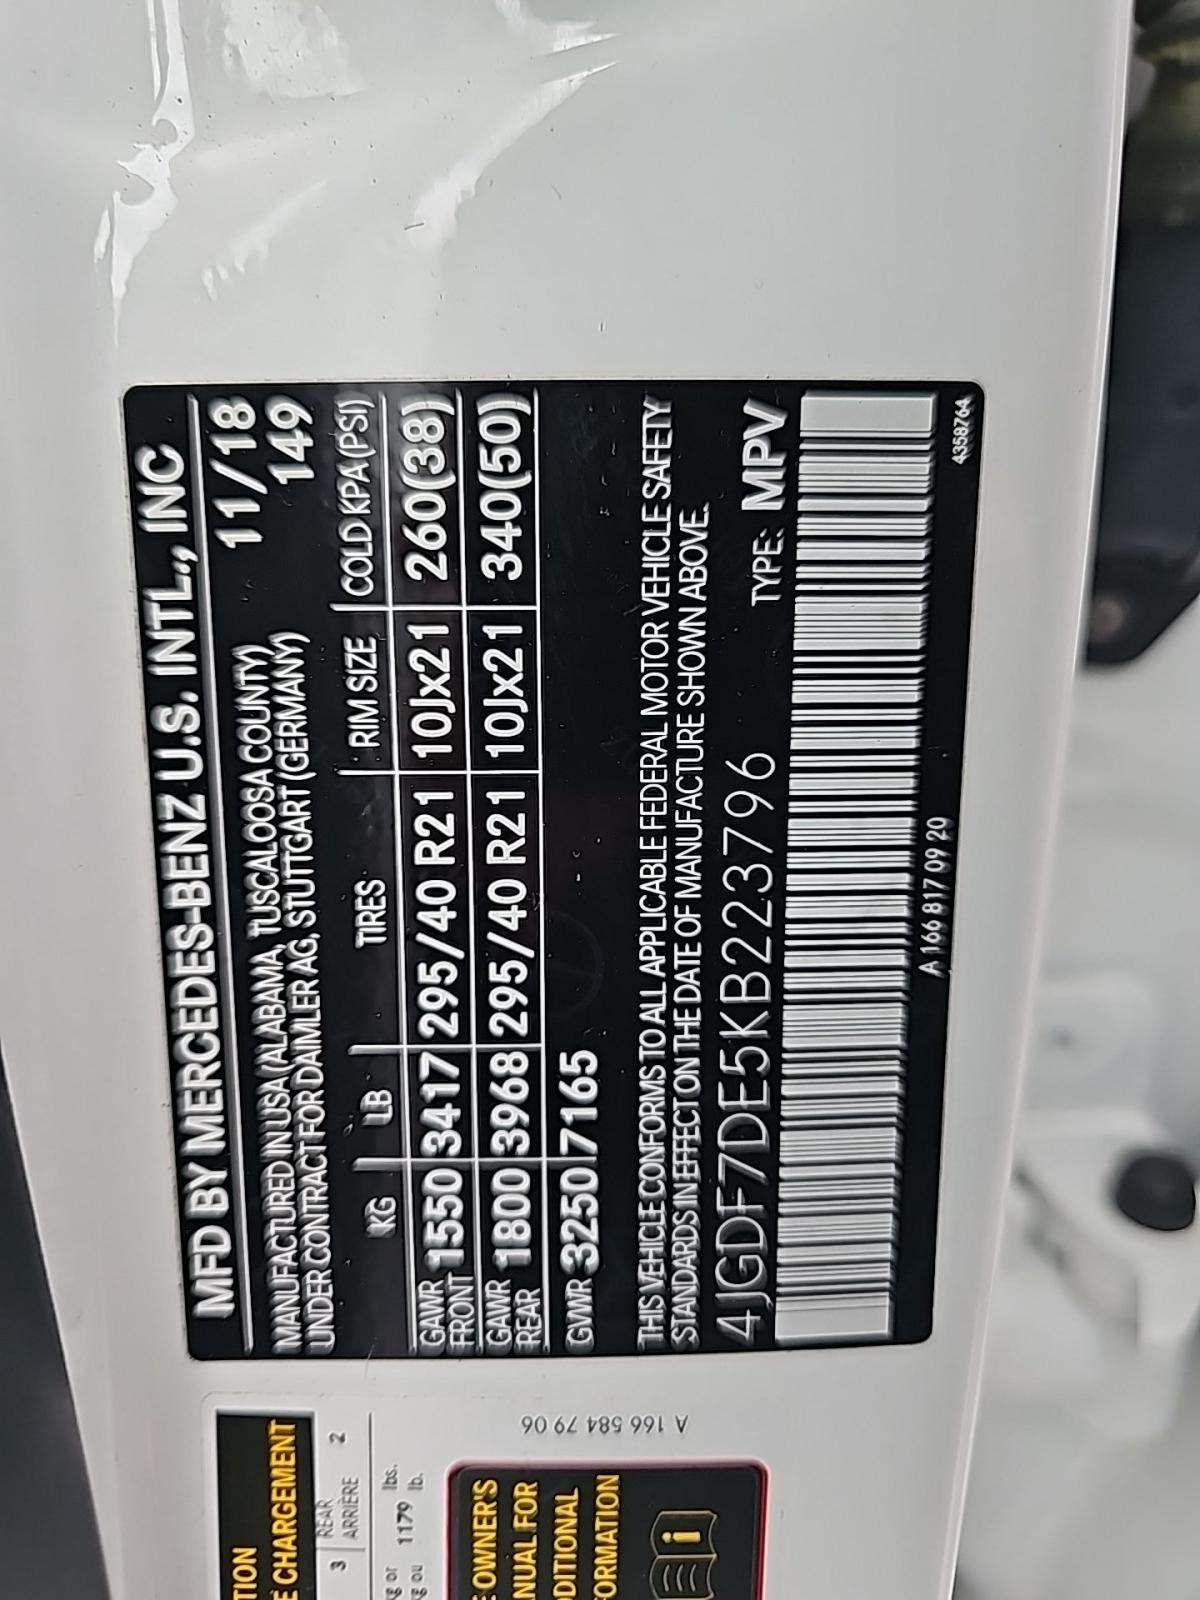 MFD BY MERCEDES-BENZ U.S. INTL., INC
11/18
MANUFACTURED IN USA (ALABAMA, TUSCALOOSA COUNTY)
149
UNDER CONTRACT FOR DAIMLER AG, STUTTGART (GERMANY)
KG LB TIRES RIM SIZE COLD KPA (PSI)
GAWR FRONT 1550 3417 295/40 R21 10Jx21 260(38)
GAWR REAR 1800 3968 295/40 R21 10Jx21 340(50)
GVWR 3250 7165
THIS VEHICLE CONFORMS TO ALL APPLICABLE FEDERAL MOTOR VEHICLE SAFETY
STANDARDS IN EFFECT ON THE DATE OF MANUFACTURE SHOWN ABOVE.
4JGDF7DE5KB223796 TYPE: MPV
A 166 817 09 20
4358764
A 166 584 79 06
CHARGEMENT
3 REAR 2
ARRIÈRE
or lbs.
ou 1179 lb.
OWNER'S
FOR